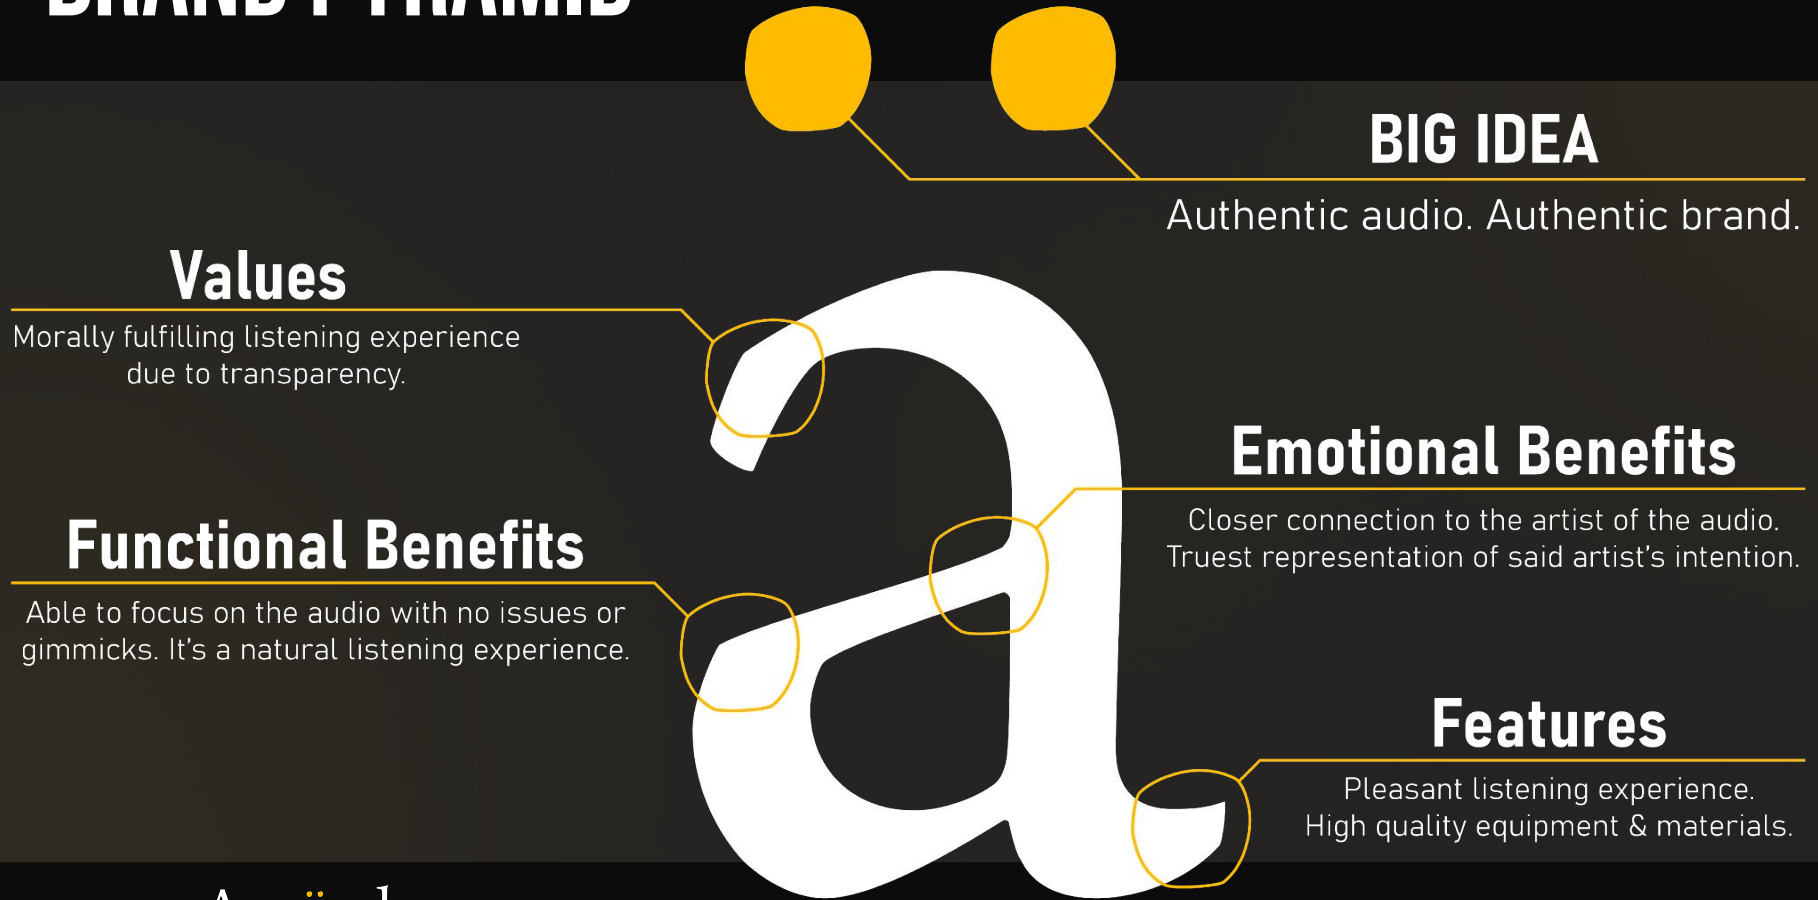 BRAND PYRAMID
BIG IDEA
Authentic audio. Authentic brand.
Values
Morally fulfilling listening experience
due to transparency.
Emotional Benefits
Closer connection to the artist of the audio.
Truest representation of said artist's intention.
Functional Benefits
Able to focus on the audio with no issues or
gimmicks. It's a natural listening experience.
Features
Pleasant listening experience.
High quality equipment & materials.
ä